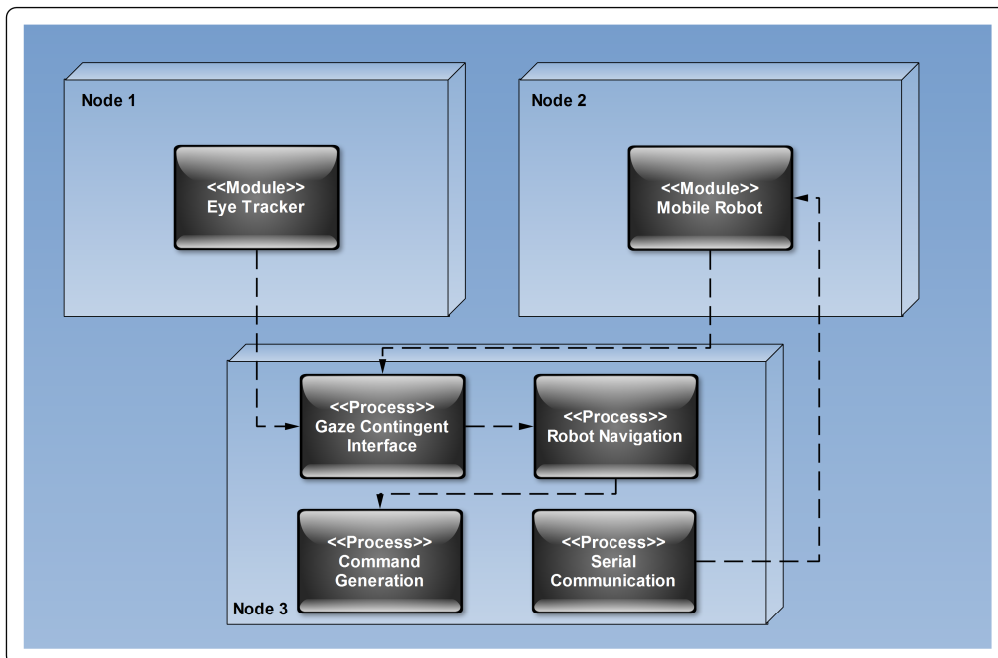 Node 1
<<Module>>
Eye Tracker
Node 2
<<Module>>
Mobile Robot
<<Process>>
Gaze Contingent
Interface
<<Process>>
Robot Navigation
<<Process>>
Command
Generation
<<Process>>
Serial
Communication
Node 3